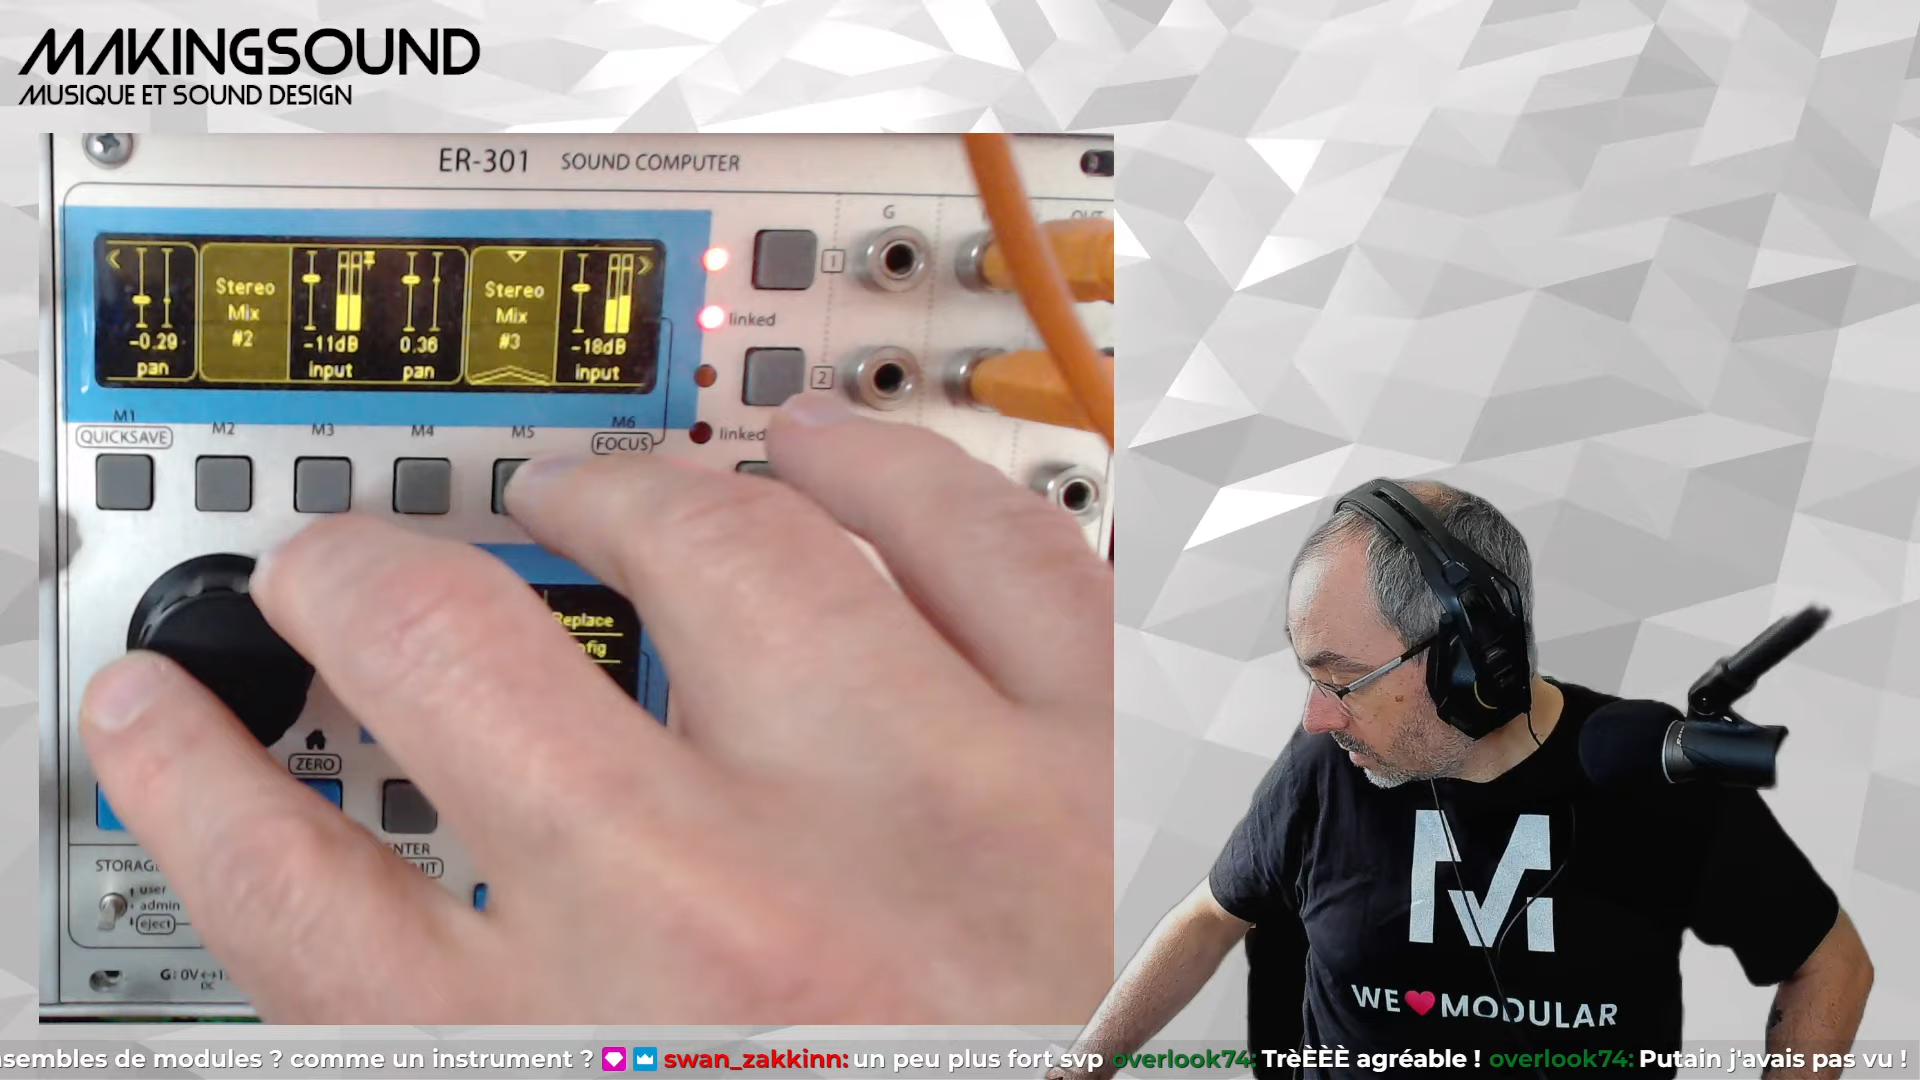 MAKINGSOUND
MUSIQUE ET SOUND DESIGN
ER-301 SOUND COMPUTER
G
OUT
-0.29
pan
Stereo
Mix
#2
-11dB
input
0.36
pan
Stereo
Mix
#3
-18dB
input
1
linked
2
linked
M1
QUICKSAVE
M2
M3
M4
M5
M6
FOCUS
Replace
ZERO
user
admin
eject
G: 0V
DC
WE ❤ MODULAR
de modules ? comme un instrument ? swan_zakkinn: un peu plus fort svp overlook74: TrèÈÈÈ agréable ! overlook74: Putain j'avais pas vu !